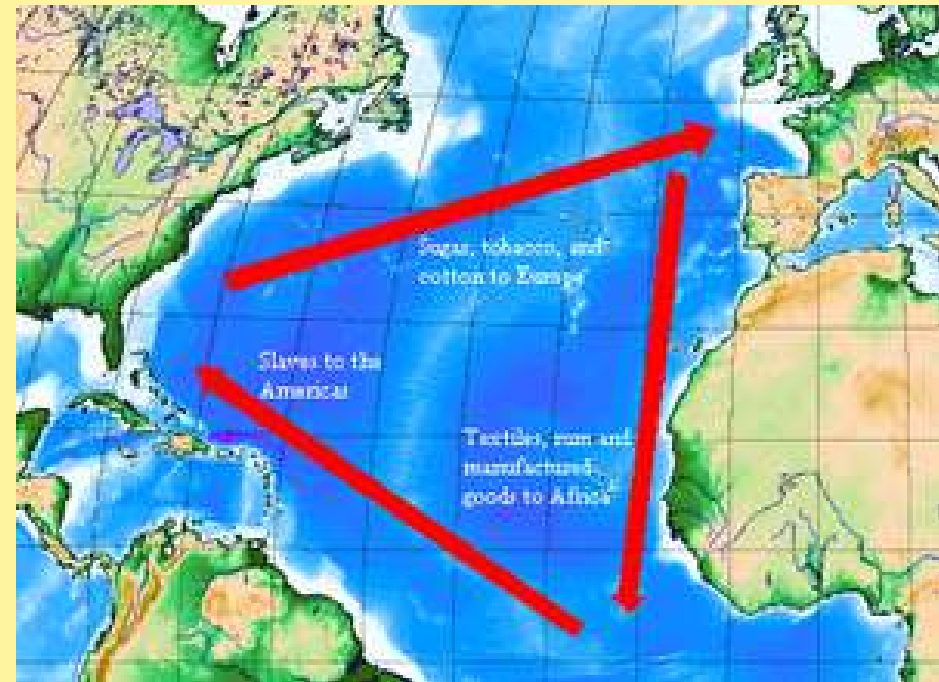 Sugar, tobacco, and
cotton to Europe
Slaves to the
Americas
Textiles, rum and
manufactured
goods to Africa